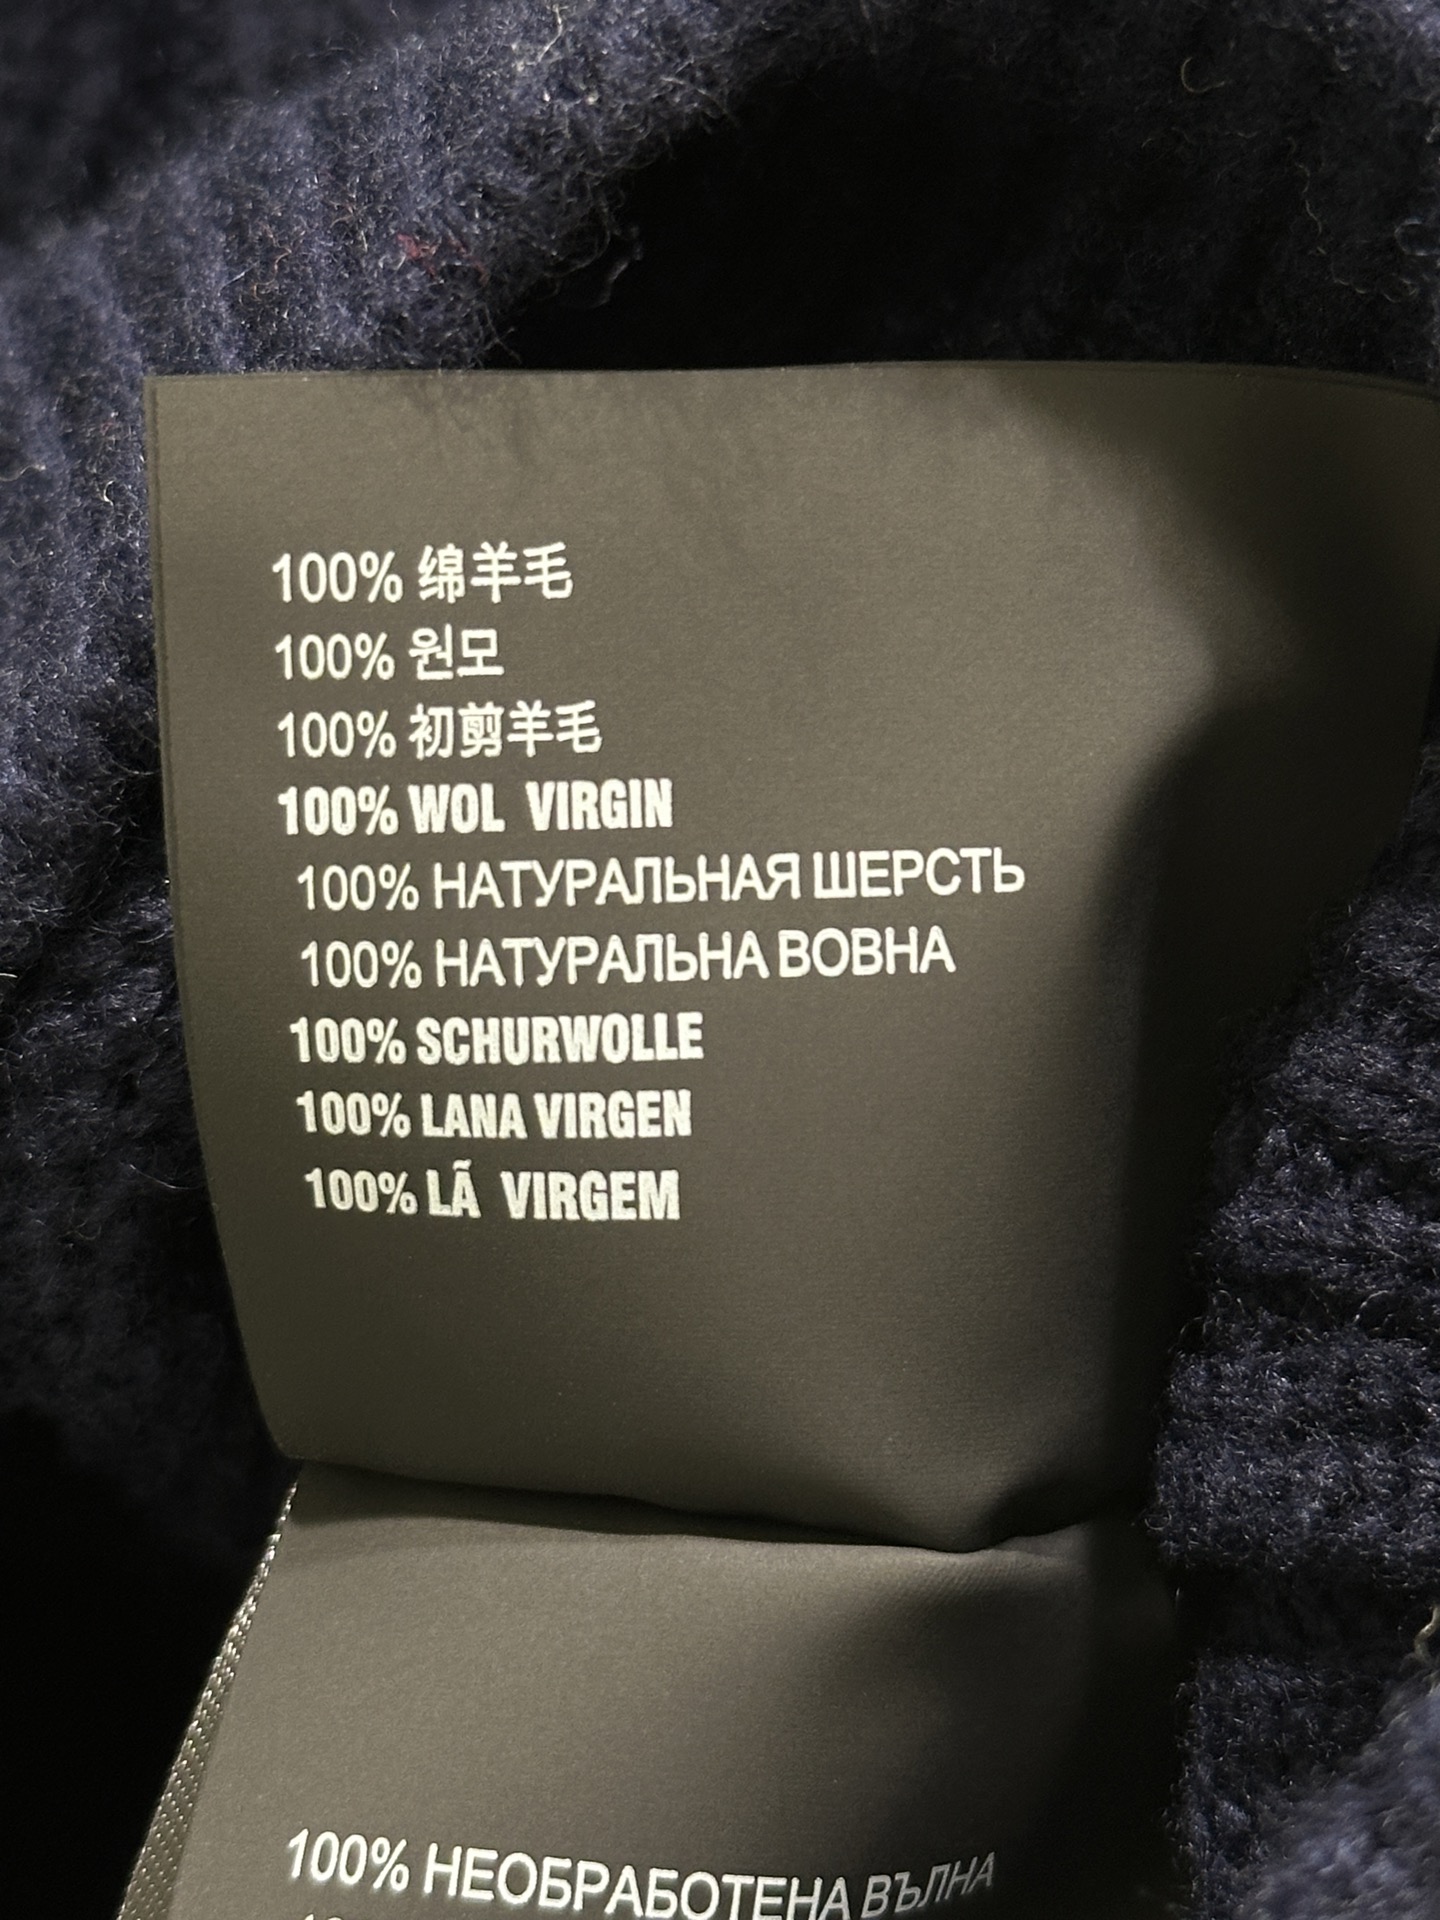 100% 绵羊毛
100% 원모
100% 初剪羊毛
100% WOL VIRGIN
100% НАТУРАЛЬНАЯ ШЕРСТЬ
100% НАТУРАЛЬНА ВОВНА
100% SCHURWOLLE
100% LANA VIRGEN
100% LÃ VIRGEM
100% НЕОБРАБОТЕНА ВЪЛНА